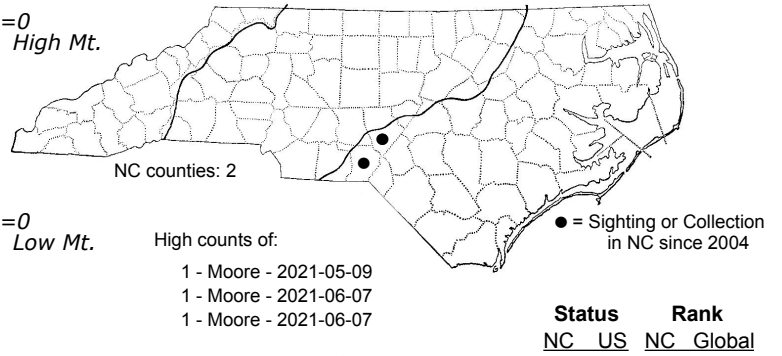 =0
High Mt.
NC counties: 2
=0
Low Mt.
High counts of:
1 - Moore - 2021-05-09
1 - Moore - 2021-06-07
1 - Moore - 2021-06-07
● = Sighting or Collection
in NC since 2004
Status Rank
NC US NC Global